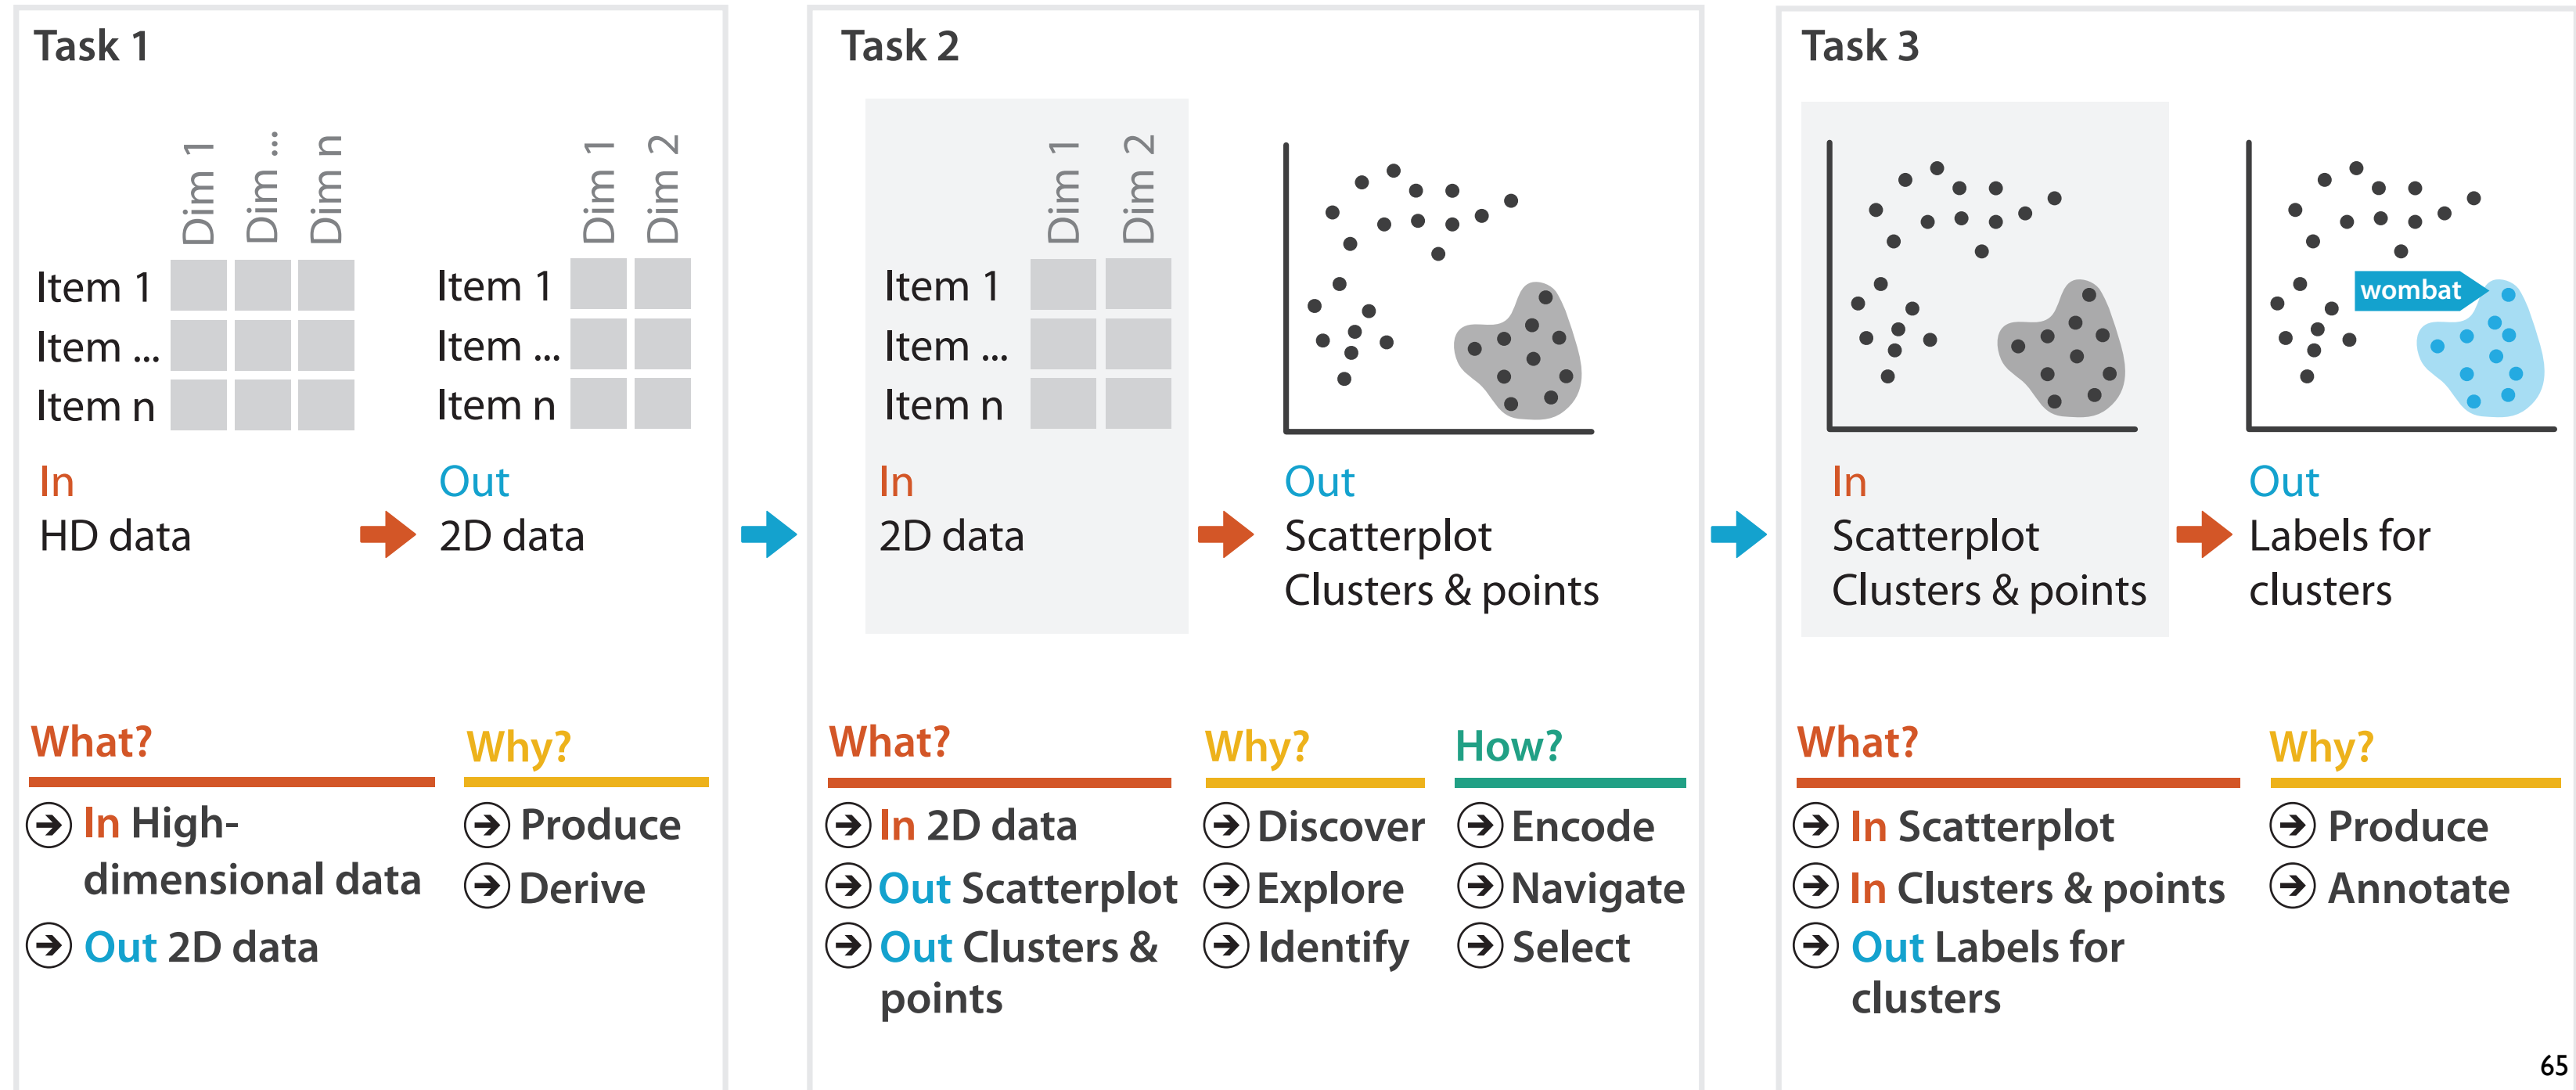 Task 1
Dim 1
Dim ...
Dim n
Item 1
Item ...
Item n
In
HD data
Dim 1
Dim 2
Item 1
Item ...
Item n
Out
2D data
What?
In High-
dimensional data
Out 2D data
Why?
Produce
Derive
Task 2
Dim 1
Dim 2
Item 1
Item ...
Item n
In
2D data
Out
Scatterplot
Clusters & points
What?
In 2D data
Out Scatterplot
Out Clusters &
points
Why?
Discover
Explore
Identify
How?
Encode
Navigate
Select
Task 3
In
Scatterplot
Clusters & points
wombat
Out
Labels for
clusters
What?
In Scatterplot
In Clusters & points
Out Labels for
clusters
Why?
Produce
Annotate
65